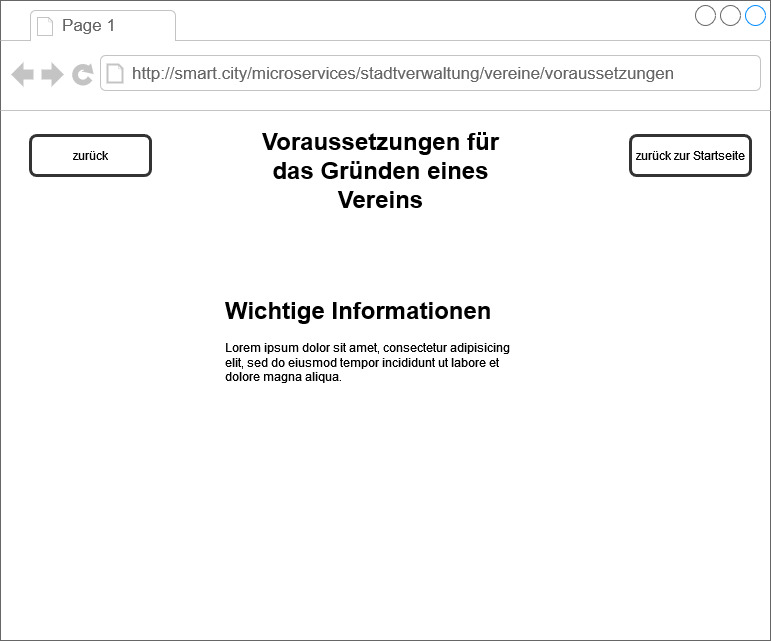 Page 1
http://smart.city/microservices/stadtverwaltung/vereine/voraussetzungen
zurück
Voraussetzungen für
das Gründen eines
Vereins
zurück zur Startseite
Wichtige Informationen
Lorem ipsum dolor sit amet, consectetur adipisicing
elit, sed do eiusmod tempor incididunt ut labore et
dolore magna aliqua.